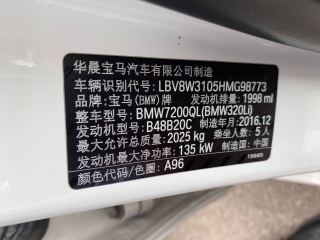 华晨宝马汽车有限公司制造
车辆识别代号: LBV8W3105HMG98773
品牌: 宝马(BMW)牌 发动机排量: 1998 ml
整车型号: BMW7200QL(BMW320Li)
发动机型号: B48B20C 制造年月: 2016.12
最大允许总质量: 2025 kg 乘坐人数: 5人
发动机最大净功率: 135 kW 制造国: 中国
颜色代码/色圈: A96